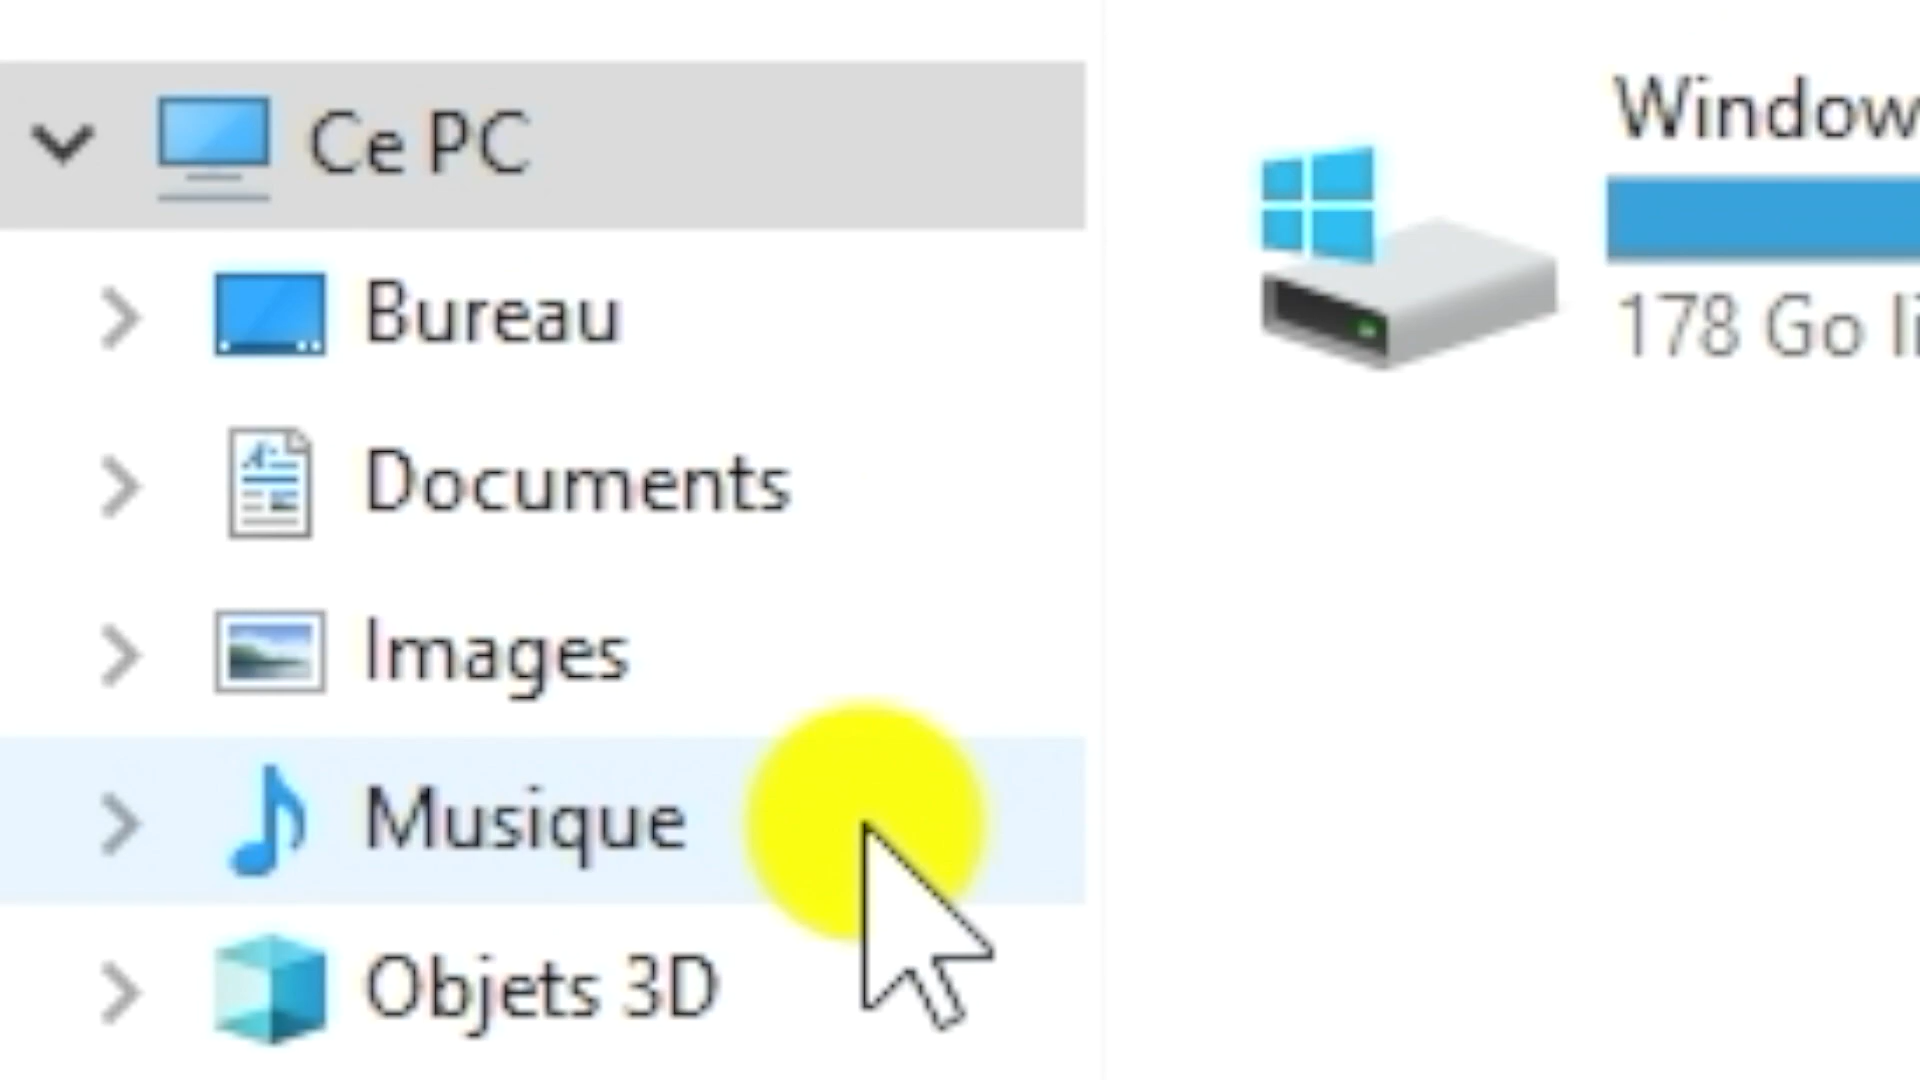 Ce PC
Bureau
Documents
Images
Musique
Objets 3D
Window
178 Go li